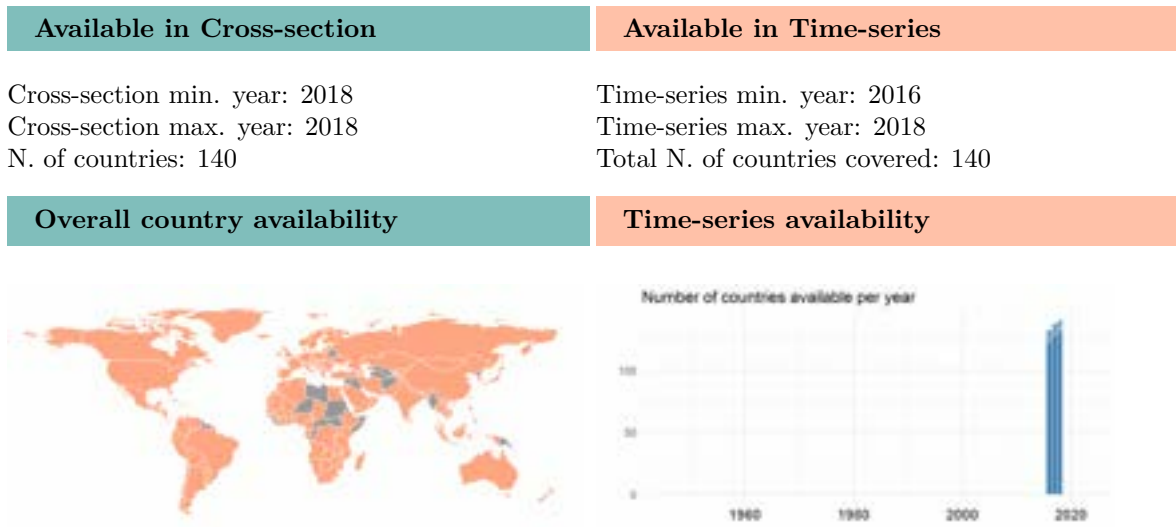 Available in Cross-section
Available in Time-series
Cross-section min. year: 2018
Cross-section max. year: 2018
N. of countries: 140
Time-series min. year: 2016
Time-series max. year: 2018
Total N. of countries covered: 140
Overall country availability
Time-series availability
Number of countries available per year
100
50
0
1960
1980
2000
2020